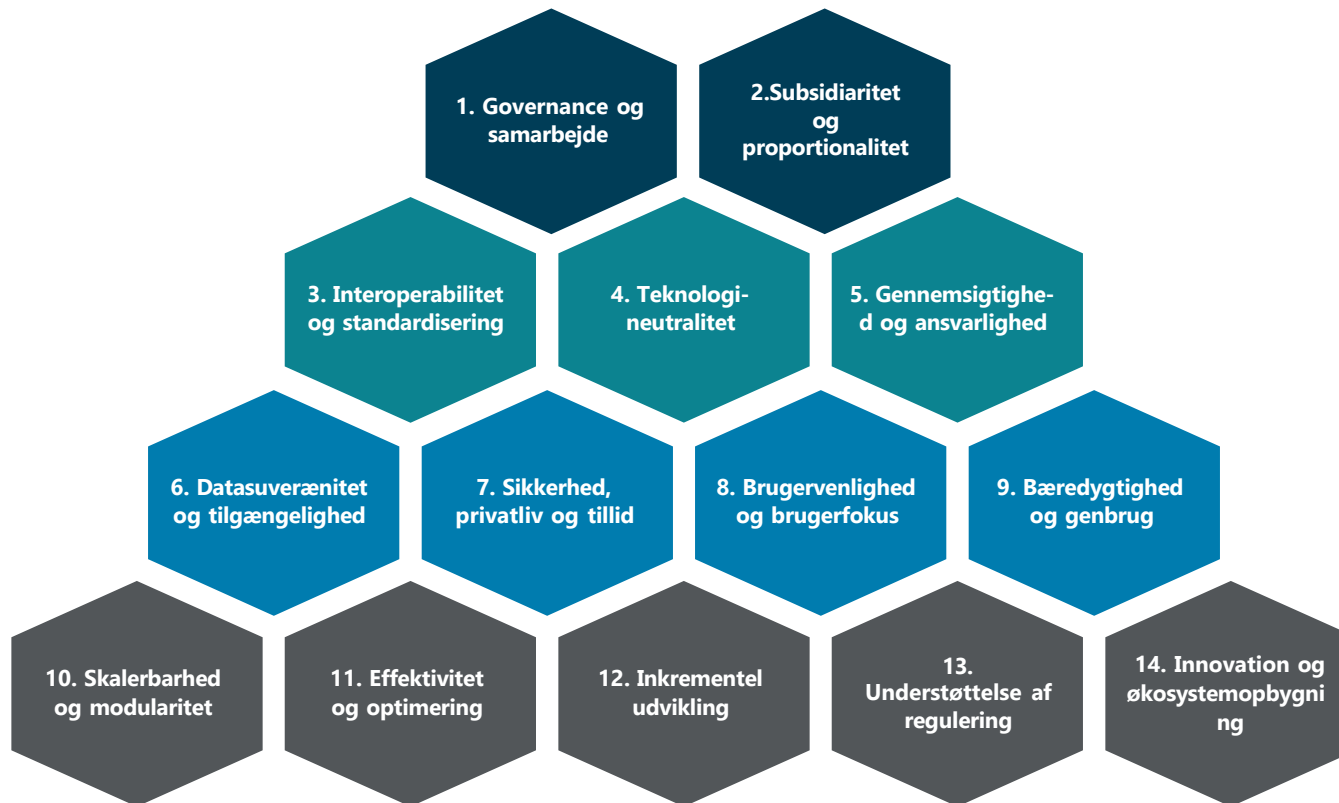 1. Governance og
samarbejde
2.Subsidiaritet
og
proportionalitet
3. Interoperabilitet
og standardisering
4. Teknologi-
neutralitet
5. Gennemsigtighe-
d og ansvarlighed
6. Datasuverænitet
og tilgængelighed
7. Sikkerhed,
privatliv og tillid
8. Brugervenlighed
og brugerfokus
9. Bæredygtighed
og genbrug
10. Skalerbarhed
og modularitet
11. Effektivitet
og optimering
12. Inkrementel
udvikling
13.
Understøttelse af
regulering
14. Innovation og
økosystemopbygni
ng